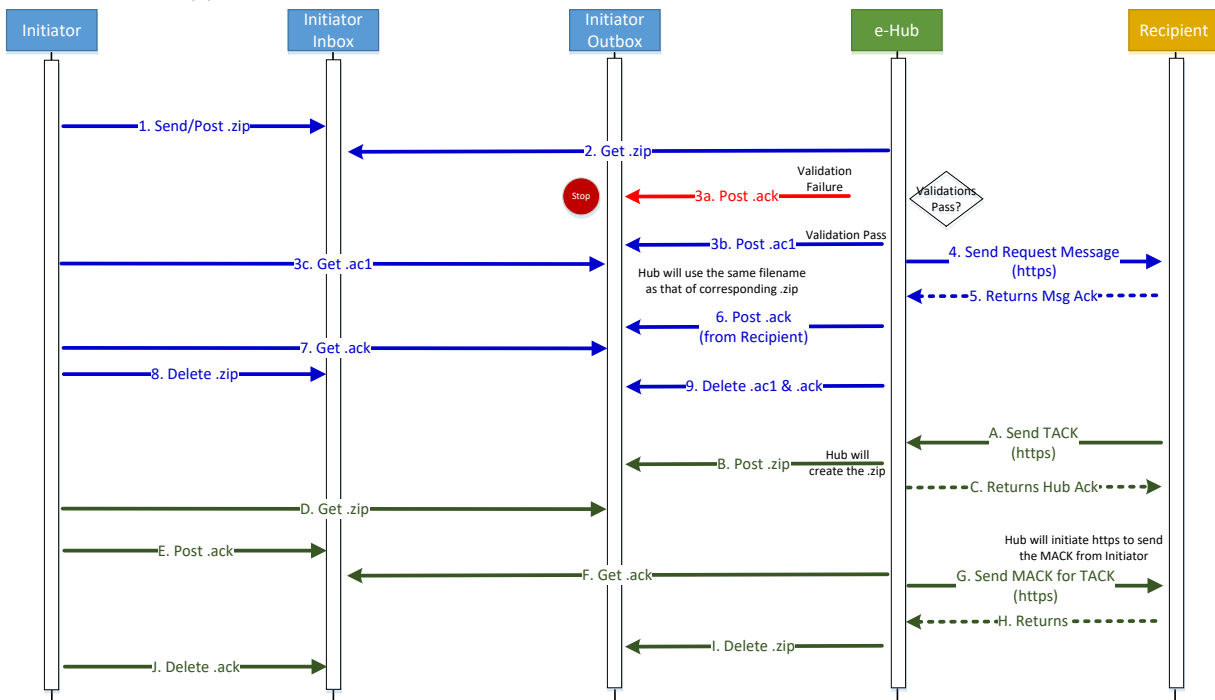 Initiator
Initiator
Inbox
Initiator
Outbox
e-Hub
Recipient
1. Send/Post .zip
2. Get .zip
Validation
Failure
Stop
3a. Post .ack
Validations
Pass?
3b. Post .ac1
Validation Pass
3c. Get .ac1
4. Send Request Message
(https)
Hub will use the same filename
as that of corresponding .zip
5. Returns Msg Ack
6. Post .ack
(from Recipient)
7. Get .ack
8. Delete .zip
9. Delete .ac1 & .ack
A. Send TACK
(https)
B. Post .zip
Hub will
create the .zip
C. Returns Hub Ack
D. Get .zip
E. Post .ack
Hub will initiate https to send
the MACK from Initiator
F. Get .ack
G. Send MACK for TACK
(https)
H. Returns
I. Delete .zip
J. Delete .ack